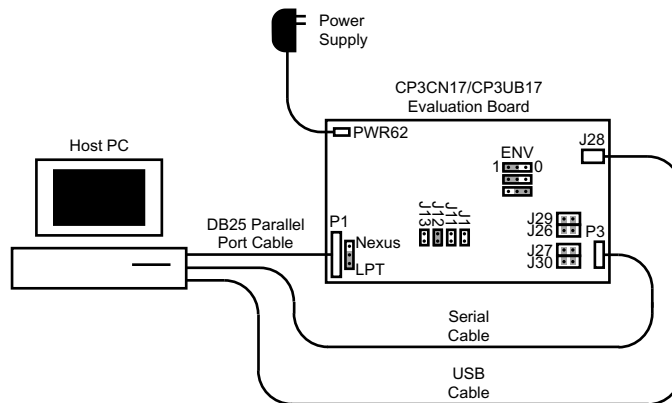 Power
Supply
CP3CN17/CP3UB17
Evaluation Board
PWR62
ENV
1
0
J28
Host PC
J13
J12
J11
J1
J29
J26
P3
J27
J30
DB25 Parallel
Port Cable
P1
Nexus
LPT
Serial
Cable
USB
Cable